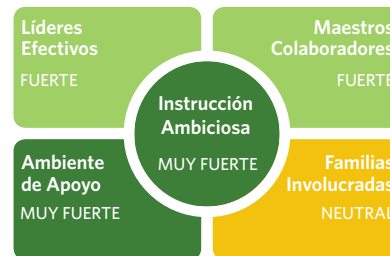 Líderes
Efectivos
FUERTE
Maestros
Colaboradores
FUERTE
Instrucción
Ambiciosa
MUY FUERTE
Ambiente
de Apoyo
MUY FUERTE
Familias
Involucradas
NEUTRAL